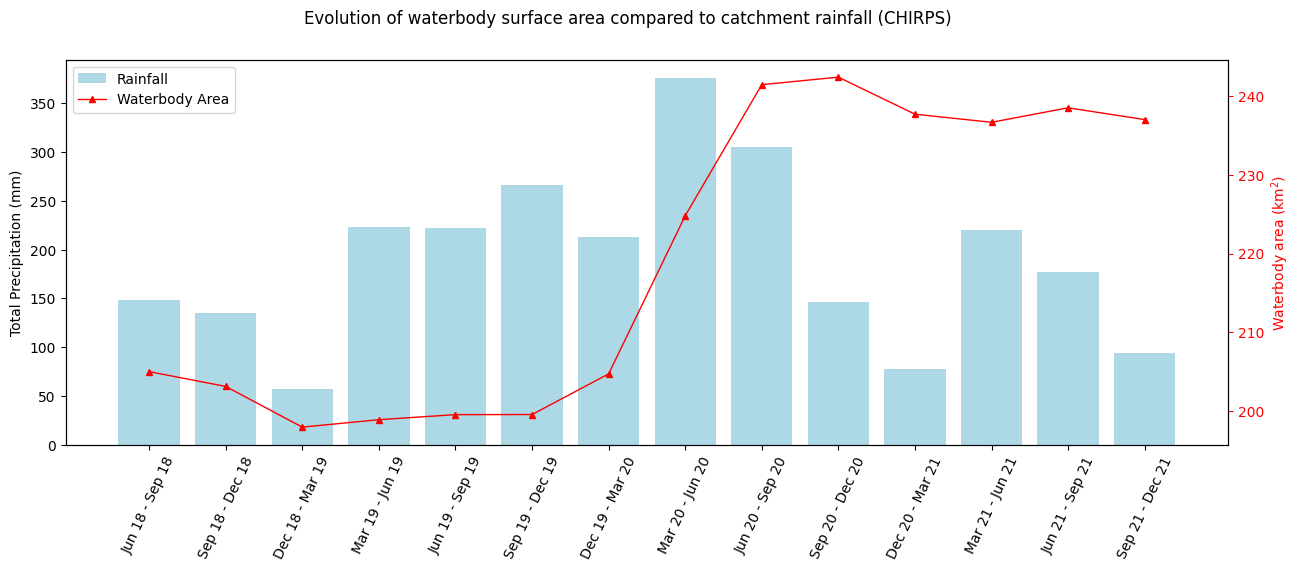 Evolution of waterbody surface area compared to catchment rainfall (CHIRPS)
Rainfall
Waterbody Area
Total Precipitation (mm)
350
300
250
200
150
100
50
0
240
230
220
210
200
Waterbody area (km²)
Jun 18 - Sep 18
Sep 18 - Dec 18
Dec 18 - Mar 19
Mar 19 - Jun 19
Jun 19 - Sep 19
Sep 19 - Dec 19
Dec 19 - Mar 20
Mar 20 - Jun 20
Jun 20 - Sep 20
Sep 20 - Dec 20
Dec 20 - Mar 21
Mar 21 - Jun 21
Jun 21 - Sep 21
Sep 21 - Dec 21